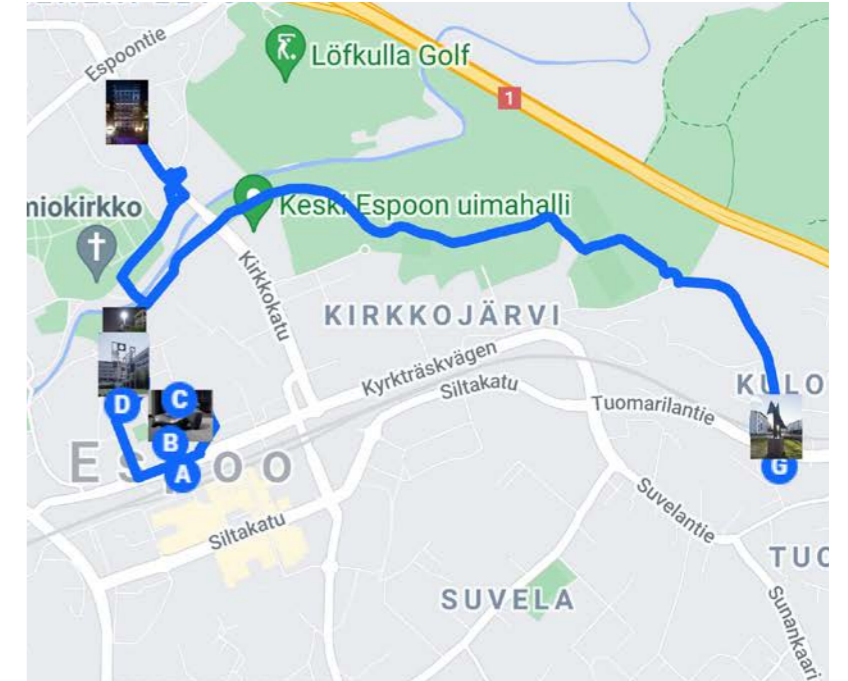 Espoontie
Löfkulla Golf
1
miokirkko
Keski Espoon uimahalli
Kirkkokatu
KIRKKOJÄRVI
Kyrkträskvägen
Siltakatu
KULO
Tuomarilantie
D
C
B
A
Espoo
G
Siltakatu
Suvelantie
SUVELA
TUO
Sunankaari